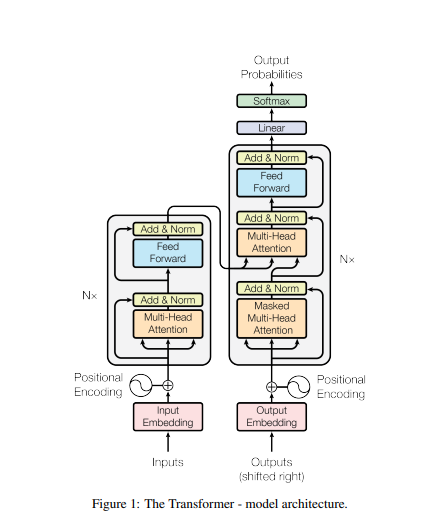 Output
Probabilities
Softmax
Linear
Add & Norm
Feed
Forward
Add & Norm
Multi-Head
Attention
Add & Norm
Masked
Multi-Head
Attention
N×
Add & Norm
Feed
Forward
Add & Norm
Multi-Head
Attention
N×
Positional
Encoding
Positional
Encoding
Input
Embedding
Output
Embedding
Inputs
Outputs
(shifted right)
Figure 1: The Transformer - model architecture.